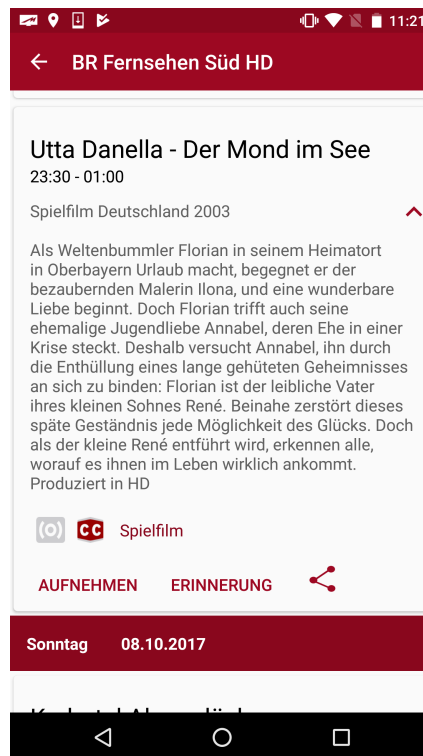 11:21
BR Fernsehen Süd HD
Utta Danella - Der Mond im See
23:30 - 01:00
Spielfilm Deutschland 2003
Als Weltenbummler Florian in seinem Heimatort
in Oberbayern Urlaub macht, begegnet er der
bezaubernden Malerin Ilona, und eine wunderbare
Liebe beginnt. Doch Florian trifft auch seine
ehemalige Jugendliebe Annabel, deren Ehe in einer
Krise steckt. Deshalb versucht Annabel, ihn durch
die Enthüllung eines lange gehüteten Geheimnisses
an sich zu binden: Florian ist der leibliche Vater
ihres kleinen Sohnes René. Beinahe zerstört dieses
späte Geständnis jede Möglichkeit des Glücks. Doch
als der kleine René entführt wird, erkennen alle,
worauf es ihnen im Leben wirklich ankommt.
Produziert in HD
CC Spielfilm
AUFNEHMEN ERINNERUNG
Sonntag 08.10.2017